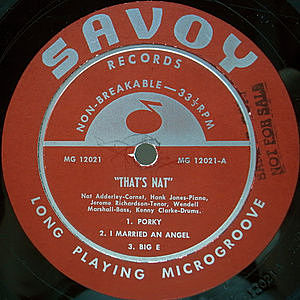 SAVOY
RECORDS
NON-BREAKABLE—33⅓ RPM
MG 12021
MG 12021-A
"THAT'S NAT"
Nat Adderley-Cornet, Hank Jones-Piano,
Jerome Richardson-Tenor, Wendell
Marshall-Bass, Kenny Clarke-Drums.
1. PORKY
2. I MARRIED AN ANGEL
3. BIG E
LONG PLAYING MICROGROOVE
NOT FOR SALE